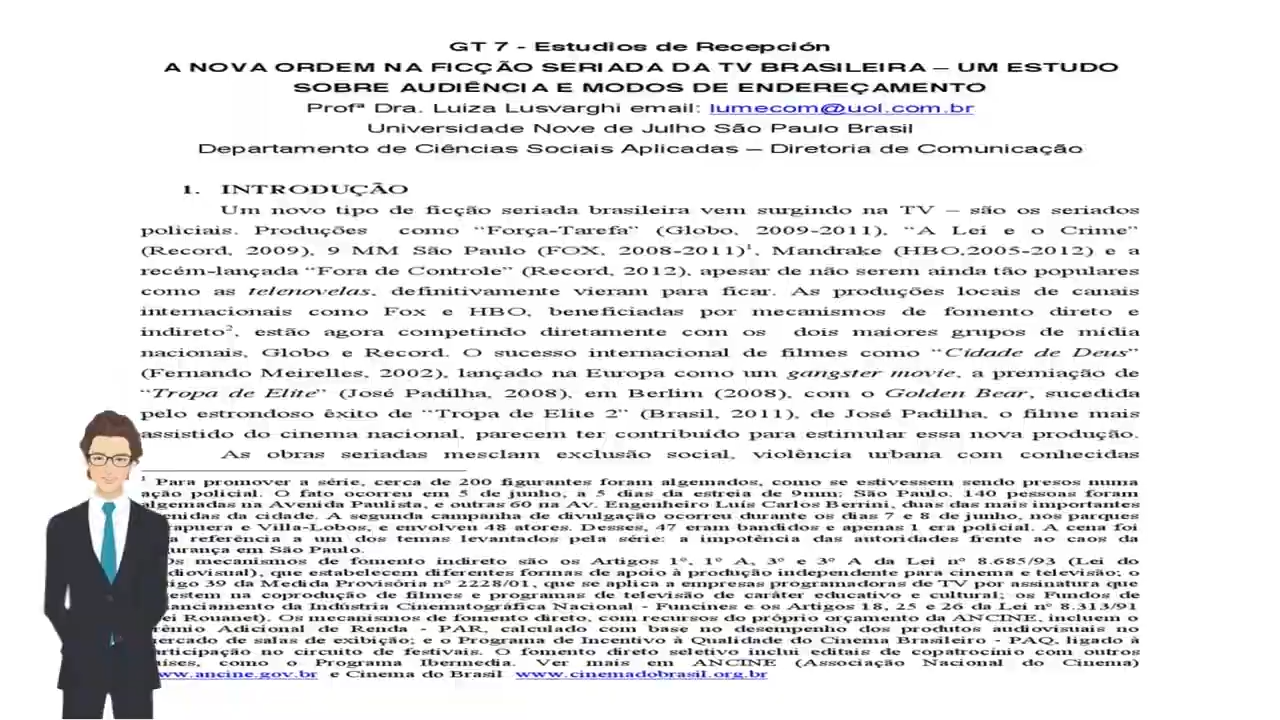 GT 7 - Estudios de Recepción
A NOVA ORDEM NA FICÇÃO SERIADA DA TV BRASILEIRA – UM ESTUDO
SOBRE AUDIÊNCIA E MODOS DE ENDEREÇAMENTO
Profª Dra. Luiza Lusvarghi email: lumecom@uol.com.br
Universidade Nove de Julho São Paulo Brasil
Departamento de Ciências Sociais Aplicadas – Diretoria de Comunicação
1. INTRODUÇÃO
Um novo tipo de ficção seriada brasileira vem surgindo na TV – são os seriados
policiais. Produções como “Força-Tarefa” (Globo, 2009-2011), “A Lei e o Crime”
(Record, 2009), 9 MM São Paulo (FOX, 2008-2011)¹, Mandrake (HBO,2005-2012) e a
recém-lançada “Fora de Controle” (Record, 2012), apesar de não serem ainda tão populares
como as telenovelas, definitivamente vieram para ficar. As produções locais de canais
internacionais como Fox e HBO, beneficiadas por mecanismos de fomento direto e
indireto², estão agora competindo diretamente com os dois maiores grupos de mídia
nacionais, Globo e Record. O sucesso internacional de filmes como “Cidade de Deus”
(Fernando Meirelles, 2002), lançado na Europa como um gangster movie, a premiação de
“Tropa de Elite” (José Padilha, 2008), em Berlim (2008), com o Golden Bear, sucedida
pelo estrondoso êxito de “Tropa de Elite 2” (Brasil, 2011), de José Padilha, o filme mais
assistido do cinema nacional, parecem ter contribuído para estimular essa nova produção.
As obras seriadas mesclam exclusão social, violência urbana com conhecidas
¹ Para promover a série, cerca de 200 figurantes foram algemados, como se estivessem sendo presos numa
ação policial. O fato ocorreu em 5 de junho, a 5 dias da estreia de 9mm: São Paulo. 140 pessoas foram
algemadas na Avenida Paulista, e outras 60 na Av. Engenheiro Luís Carlos Berrini, duas das mais importantes
da cidade. A segunda campanha de divulgação ocorreu durante os dias 7 e 8 de junho, nos parques
rapuera e Villa-Lobos, e envolveu 48 atores. Desses, 47 eram bandidos e apenas 1 era policial. A cena foi
a referência a um dos temas levantados pela série: a impotência das autoridades frente ao caos da
gurança em São Paulo.
Os mecanismos de fomento indireto são os Artigos 1º, 1º A, 3º e 3º A da Lei nº 8.685/93 (Lei do
diovisual), que estabelecem diferentes formas de apoio à produção independente para cinema e televisão; o
igo 39 da Medida Provisória nº 2228/01, que se aplica a empresas programadoras de TV por assinatura que
estem na coprodução de filmes e programas de televisão de caráter educativo e cultural; os Fundos de
nanciamento da Indústria Cinematográfica Nacional - Funcines e os Artigos 18, 25 e 26 da Lei nº 8.313/91
ei Rouanet). Os mecanismos de fomento direto, com recursos do próprio orçamento da ANCINE, incluem o
rêmio Adicional de Renda - PAR, calculado com base no desempenho dos produtos audiovisuais no
ercado de salas de exibição; e o Programa de Incentivo à Qualidade do Cinema Brasileiro - PAQ, ligado à
articipação no circuito de festivais. O fomento direto seletivo inclui editais de copatrocínio com outros
aíses, como o Programa Ibermedia. Ver mais em ANCINE (Associação Nacional do Cinema)
ww.ancine.gov.br e Cinema do Brasil www.cinemadobrasil.org.br